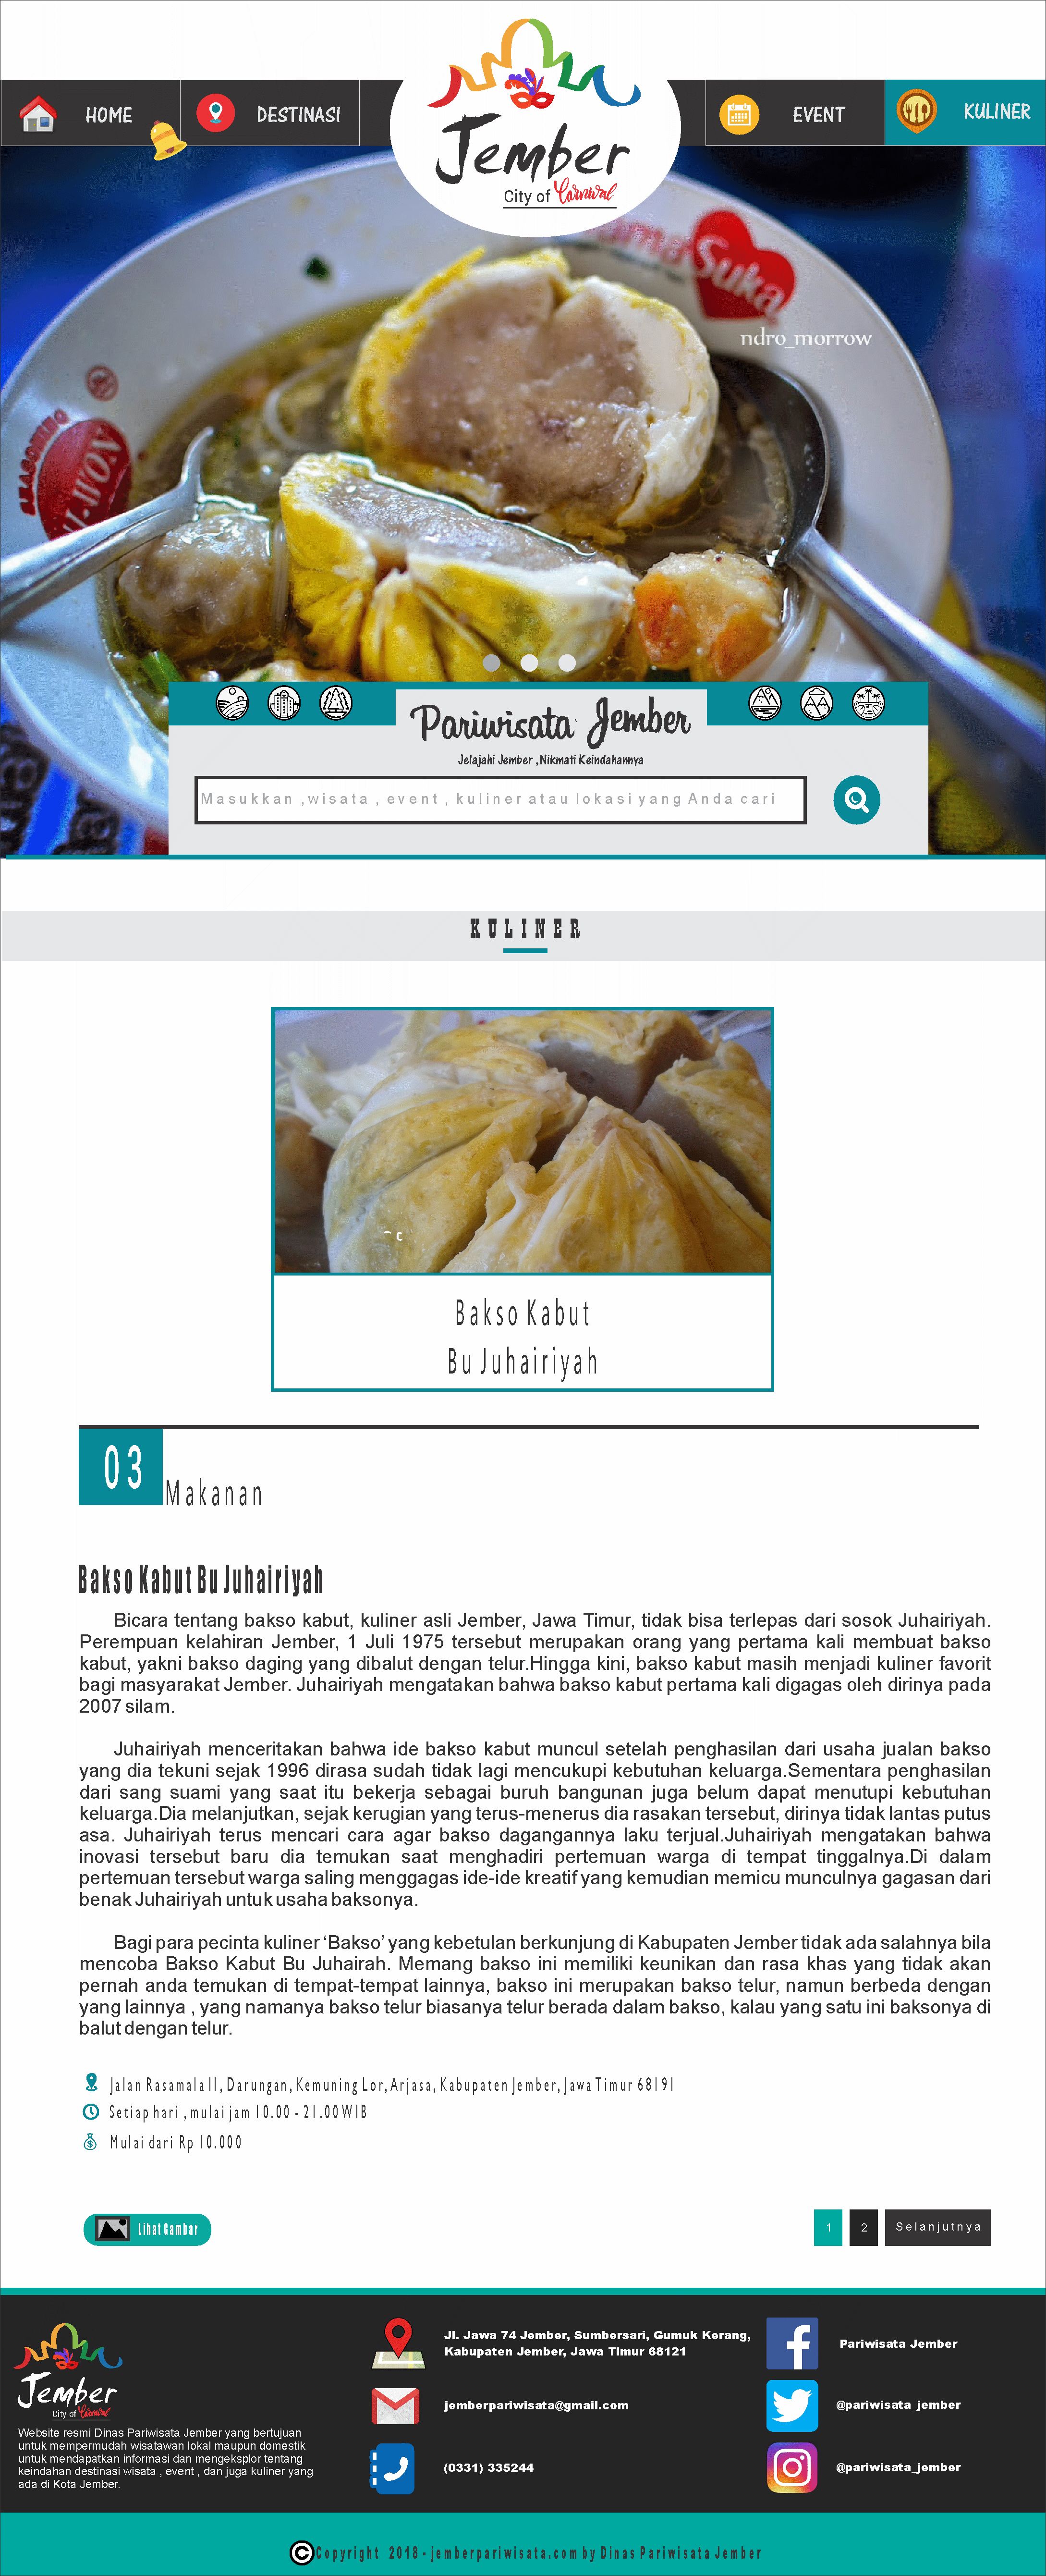 HOME
DESTINASI
EVENT
KULINER
Jember
City of Carnival
Suka
ndro_morrow
Pariwisata Jember
Jelajahi Jember ,Nikmati Keindahannya
Masukkan ,wisata , event , kuliner atau lokasi yang Anda cari
KULINER
Bakso Kabut
Bu Juhairiyah
03
Makanan
Bakso Kabut Bu Juhairiyah
Bicara tentang bakso kabut, kuliner asli Jember, Jawa Timur, tidak bisa terlepas dari sosok Juhairiyah.
Perempuan kelahiran Jember, 1 Juli 1975 tersebut merupakan orang yang pertama kali membuat bakso
kabut, yakni bakso daging yang dibalut dengan telur.Hingga kini, bakso kabut masih menjadi kuliner favorit
bagi masyarakat Jember. Juhairiyah mengatakan bahwa bakso kabut pertama kali digagas oleh dirinya pada
2007 silam.
Juhairiyah menceritakan bahwa ide bakso kabut muncul setelah penghasilan dari usaha jualan bakso
yang dia tekuni sejak 1996 dirasa sudah tidak lagi mencukupi kebutuhan keluarga.Sementara penghasilan
dari sang suami yang saat itu bekerja sebagai buruh bangunan juga belum dapat menutupi kebutuhan
keluarga.Dia melanjutkan, sejak kerugian yang terus-menerus dia rasakan tersebut, dirinya tidak lantas putus
asa. Juhairiyah terus mencari cara agar bakso dagangannya laku terjual.Juhairiyah mengatakan bahwa
inovasi tersebut baru dia temukan saat menghadiri pertemuan warga di tempat tinggalnya.Di dalam
pertemuan tersebut warga saling menggagas ide-ide kreatif yang kemudian memicu munculnya gagasan dari
benak Juhairiyah untuk usaha baksonya.
Bagi para pecinta kuliner ‘Bakso’ yang kebetulan berkunjung di Kabupaten Jember tidak ada salahnya bila
mencoba Bakso Kabut Bu Juhairah. Memang bakso ini memiliki keunikan dan rasa khas yang tidak akan
pernah anda temukan di tempat-tempat lainnya, bakso ini merupakan bakso telur, namun berbeda dengan
yang lainnya , yang namanya bakso telur biasanya telur berada dalam bakso, kalau yang satu ini baksonya di
balut dengan telur.
Jalan Rasamala II, Darungan, Kemuning Lor, Arjasa, Kabupaten Jember, Jawa Timur 68191
Setiap hari , mulai jam 10.00 - 21.00 WIB
Mulai dari Rp 10.000
Lihat Gambar
1
2
Selanjutnya
Jember
City of Carnival
Website resmi Dinas Pariwisata Jember yang bertujuan
untuk mempermudah wisatawan lokal maupun domestik
untuk mendapatkan informasi dan mengeksplor tentang
keindahan destinasi wisata , event , dan juga kuliner yang
ada di Kota Jember.
Jl. Jawa 74 Jember, Sumbersari, Gumuk Kerang,
Kabupaten Jember, Jawa Timur 68121
jemberpariwisata@gmail.com
(0331) 335244
Pariwisata Jember
@pariwisata_jember
@pariwisata_jember
Copyright 2018 - jemberpariwisata.com by Dinas Pariwisata Jember